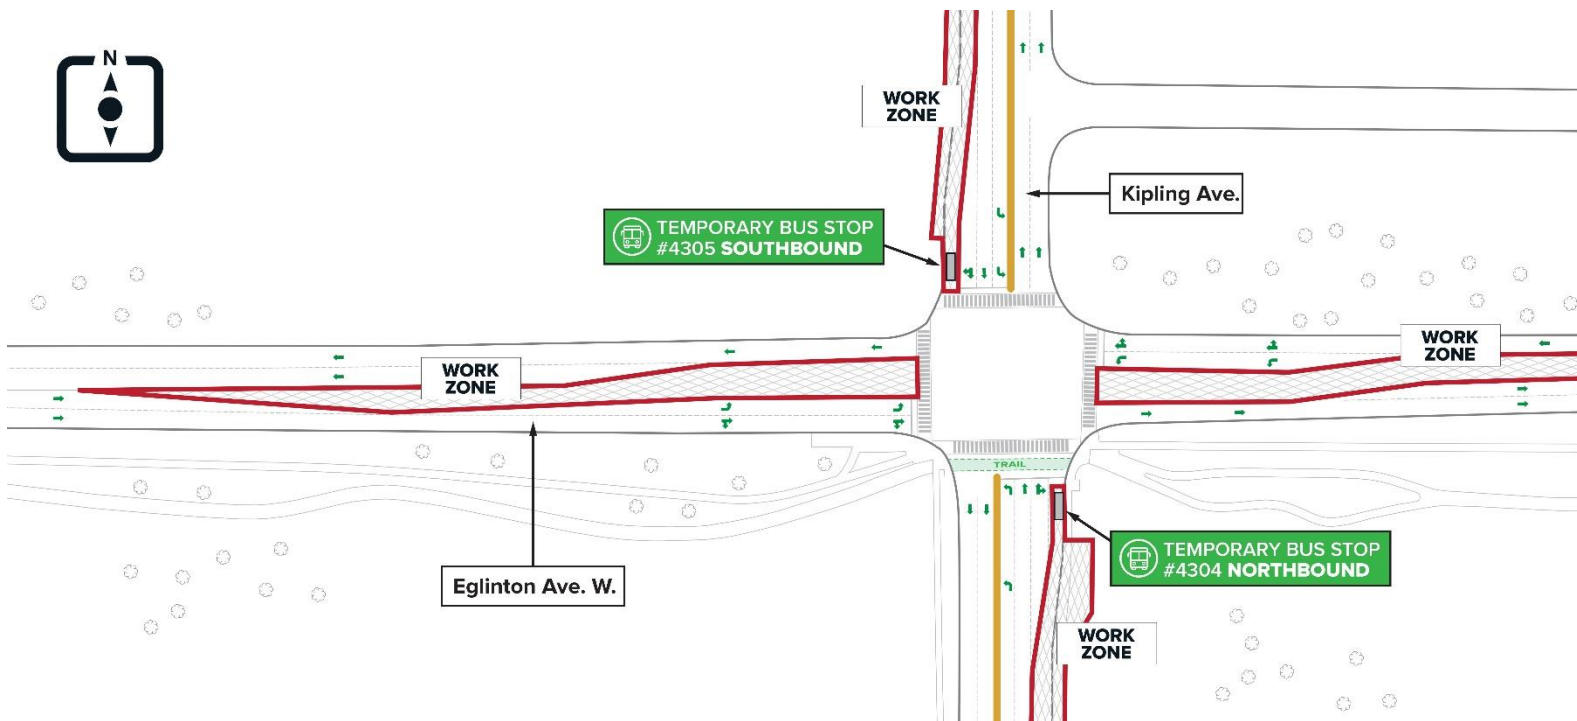 N
WORK
ZONE
Kipling Ave.
TEMPORARY BUS STOP
#4305 SOUTHBOUND
WORK
ZONE
WORK
ZONE
TRAIL
TEMPORARY BUS STOP
#4304 NORTHBOUND
Eglinton Ave. W.
WORK
ZONE